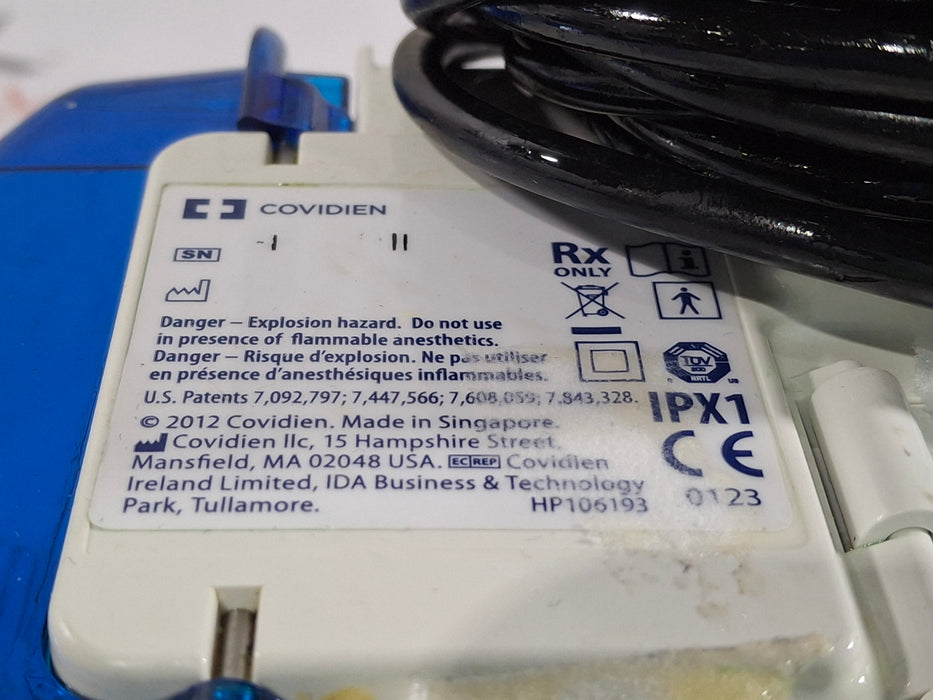 COVIDIEN
SN
Rx
ONLY
Danger – Explosion hazard. Do not use
in presence of flammable anesthetics.
Danger – Risque d'explosion. Ne pas utiliser
en présence d'anesthésiques inflammables.
U.S. Patents 7,092,797; 7,447,566; 7,608,059; 7,843,328.
© 2012 Covidien. Made in Singapore.
Covidien llc, 15 Hampshire Street,
Mansfield, MA 02048 USA. EC REP Covidien
Ireland Limited, IDA Business & Technology
Park, Tullamore.
HP106193
TÜV
NRTL
IPX1
CE
0123